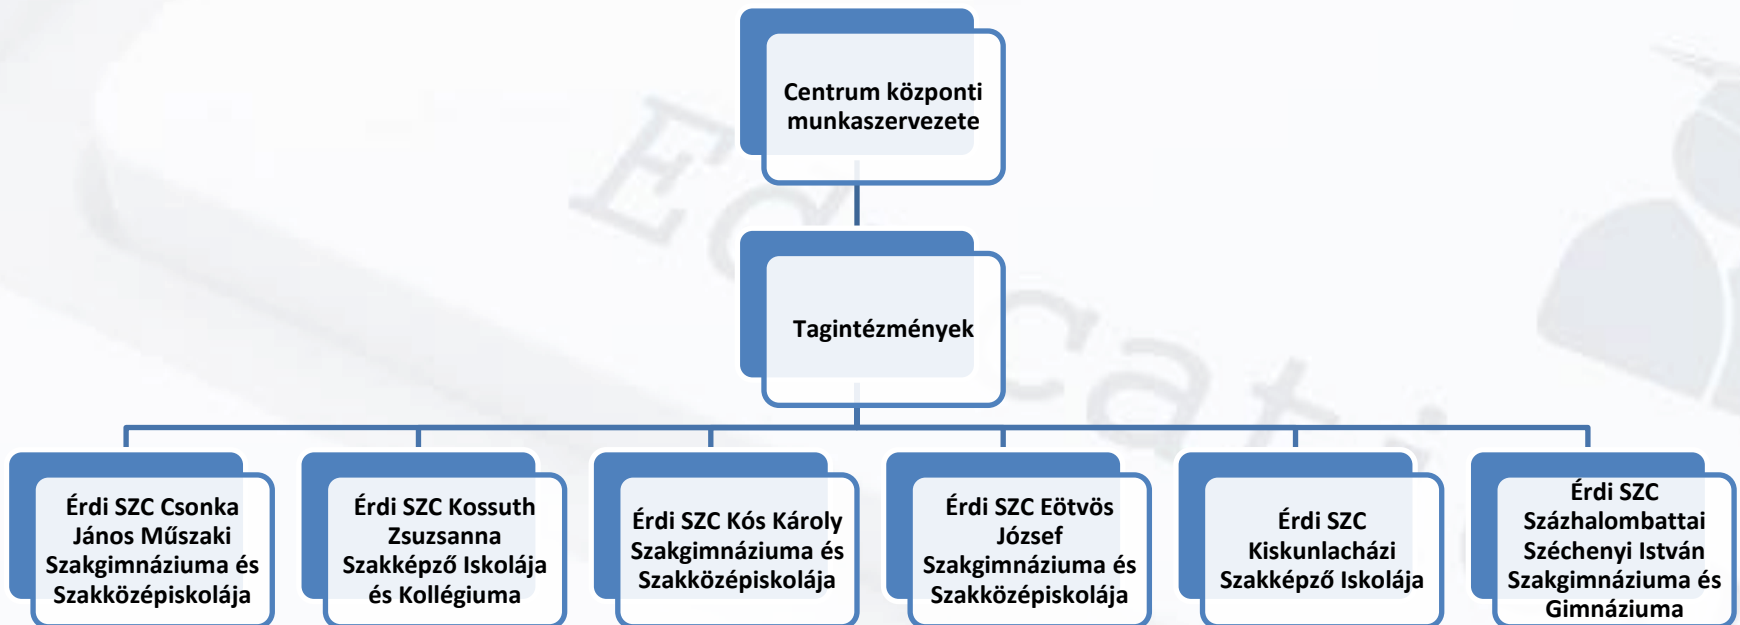 Centrum központi
munkaszervezete
Tagintézmények
Érdi SZC Csonka
János Műszaki
Szakgimnáziuma és
Szakközépiskolája
Érdi SZC Kossuth
Zsuzsanna
Szakképző Iskolája
és Kollégiuma
Érdi SZC Kós Károly
Szakgimnáziuma és
Szakközépiskolája
Érdi SZC Eötvös
József
Szakgimnáziuma és
Szakközépiskolája
Érdi SZC
Kiskunlacházi
Szakképző Iskolája
Érdi SZC
Százhalombattai
Széchenyi István
Szakgimnáziuma és
Gimnáziuma